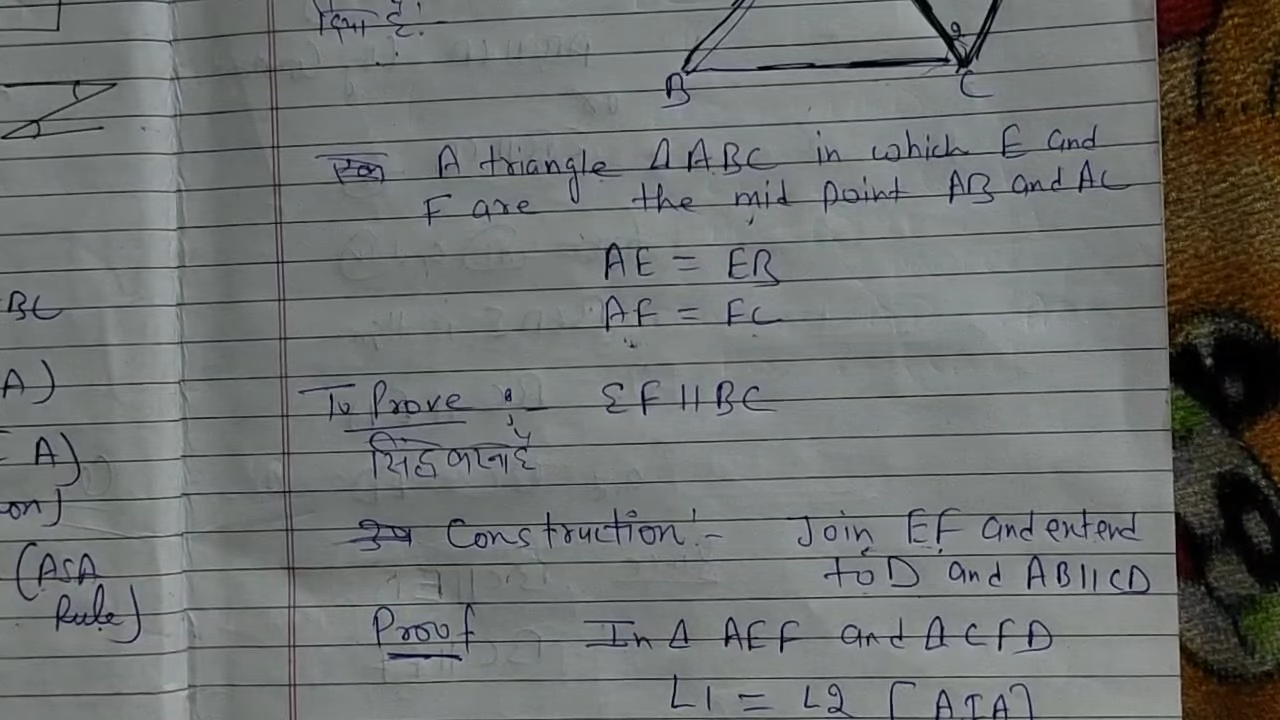 दिया है:
B
C
2
A triangle ΔABC in which E and
F are the mid point AB and AC
AE = EB
AF = FC
To Prove :- EF || BC
सिद्ध करना है
Construction :- Join EF and extend
to D and AB || CD
Proof In Δ AEF and Δ CFD
∠1 = ∠2 [AIA]
BC
A)
A)
on)
(ASA
Rule)